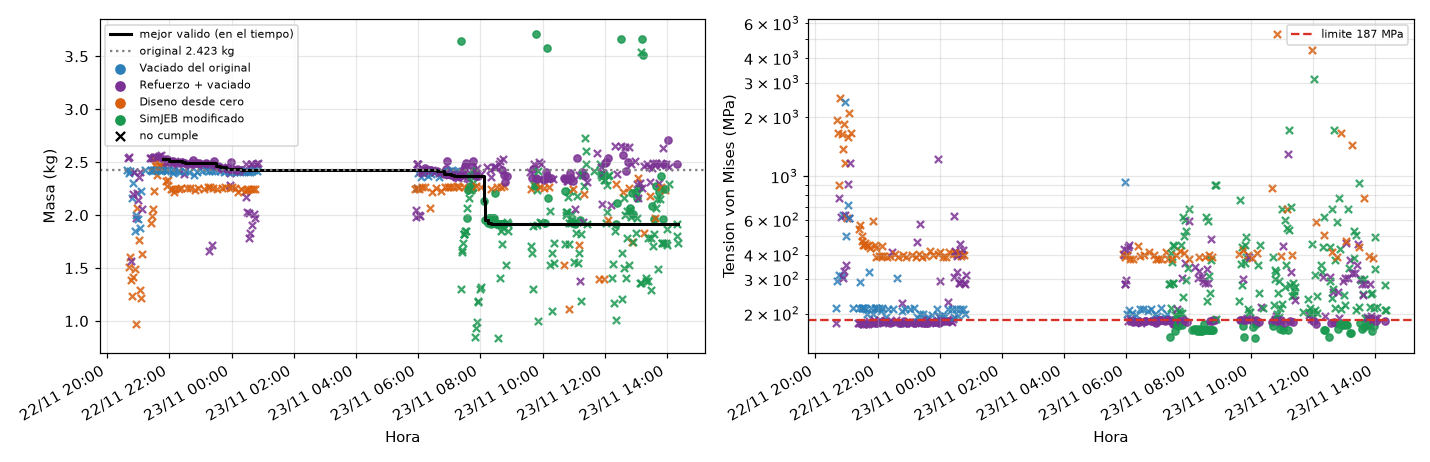 mejor valido (en el tiempo)
original 2.423 kg
Vaciado del original
Refuerzo + vaciado
Diseno desde cero
SimJEB modificado
no cumple
Masa (kg)
3.5
3.0
2.5
2.0
1.5
1.0
22/11 20:00
22/11 22:00
23/11 00:00
23/11 02:00
23/11 04:00
23/11 06:00
23/11 08:00
23/11 10:00
23/11 12:00
23/11 14:00
Hora
limite 187 MPa
Tension von Mises (MPa)
6 × 10³
4 × 10³
3 × 10³
2 × 10³
10³
6 × 10²
4 × 10²
3 × 10²
2 × 10²
22/11 20:00
22/11 22:00
23/11 00:00
23/11 02:00
23/11 04:00
23/11 06:00
23/11 08:00
23/11 10:00
23/11 12:00
23/11 14:00
Hora